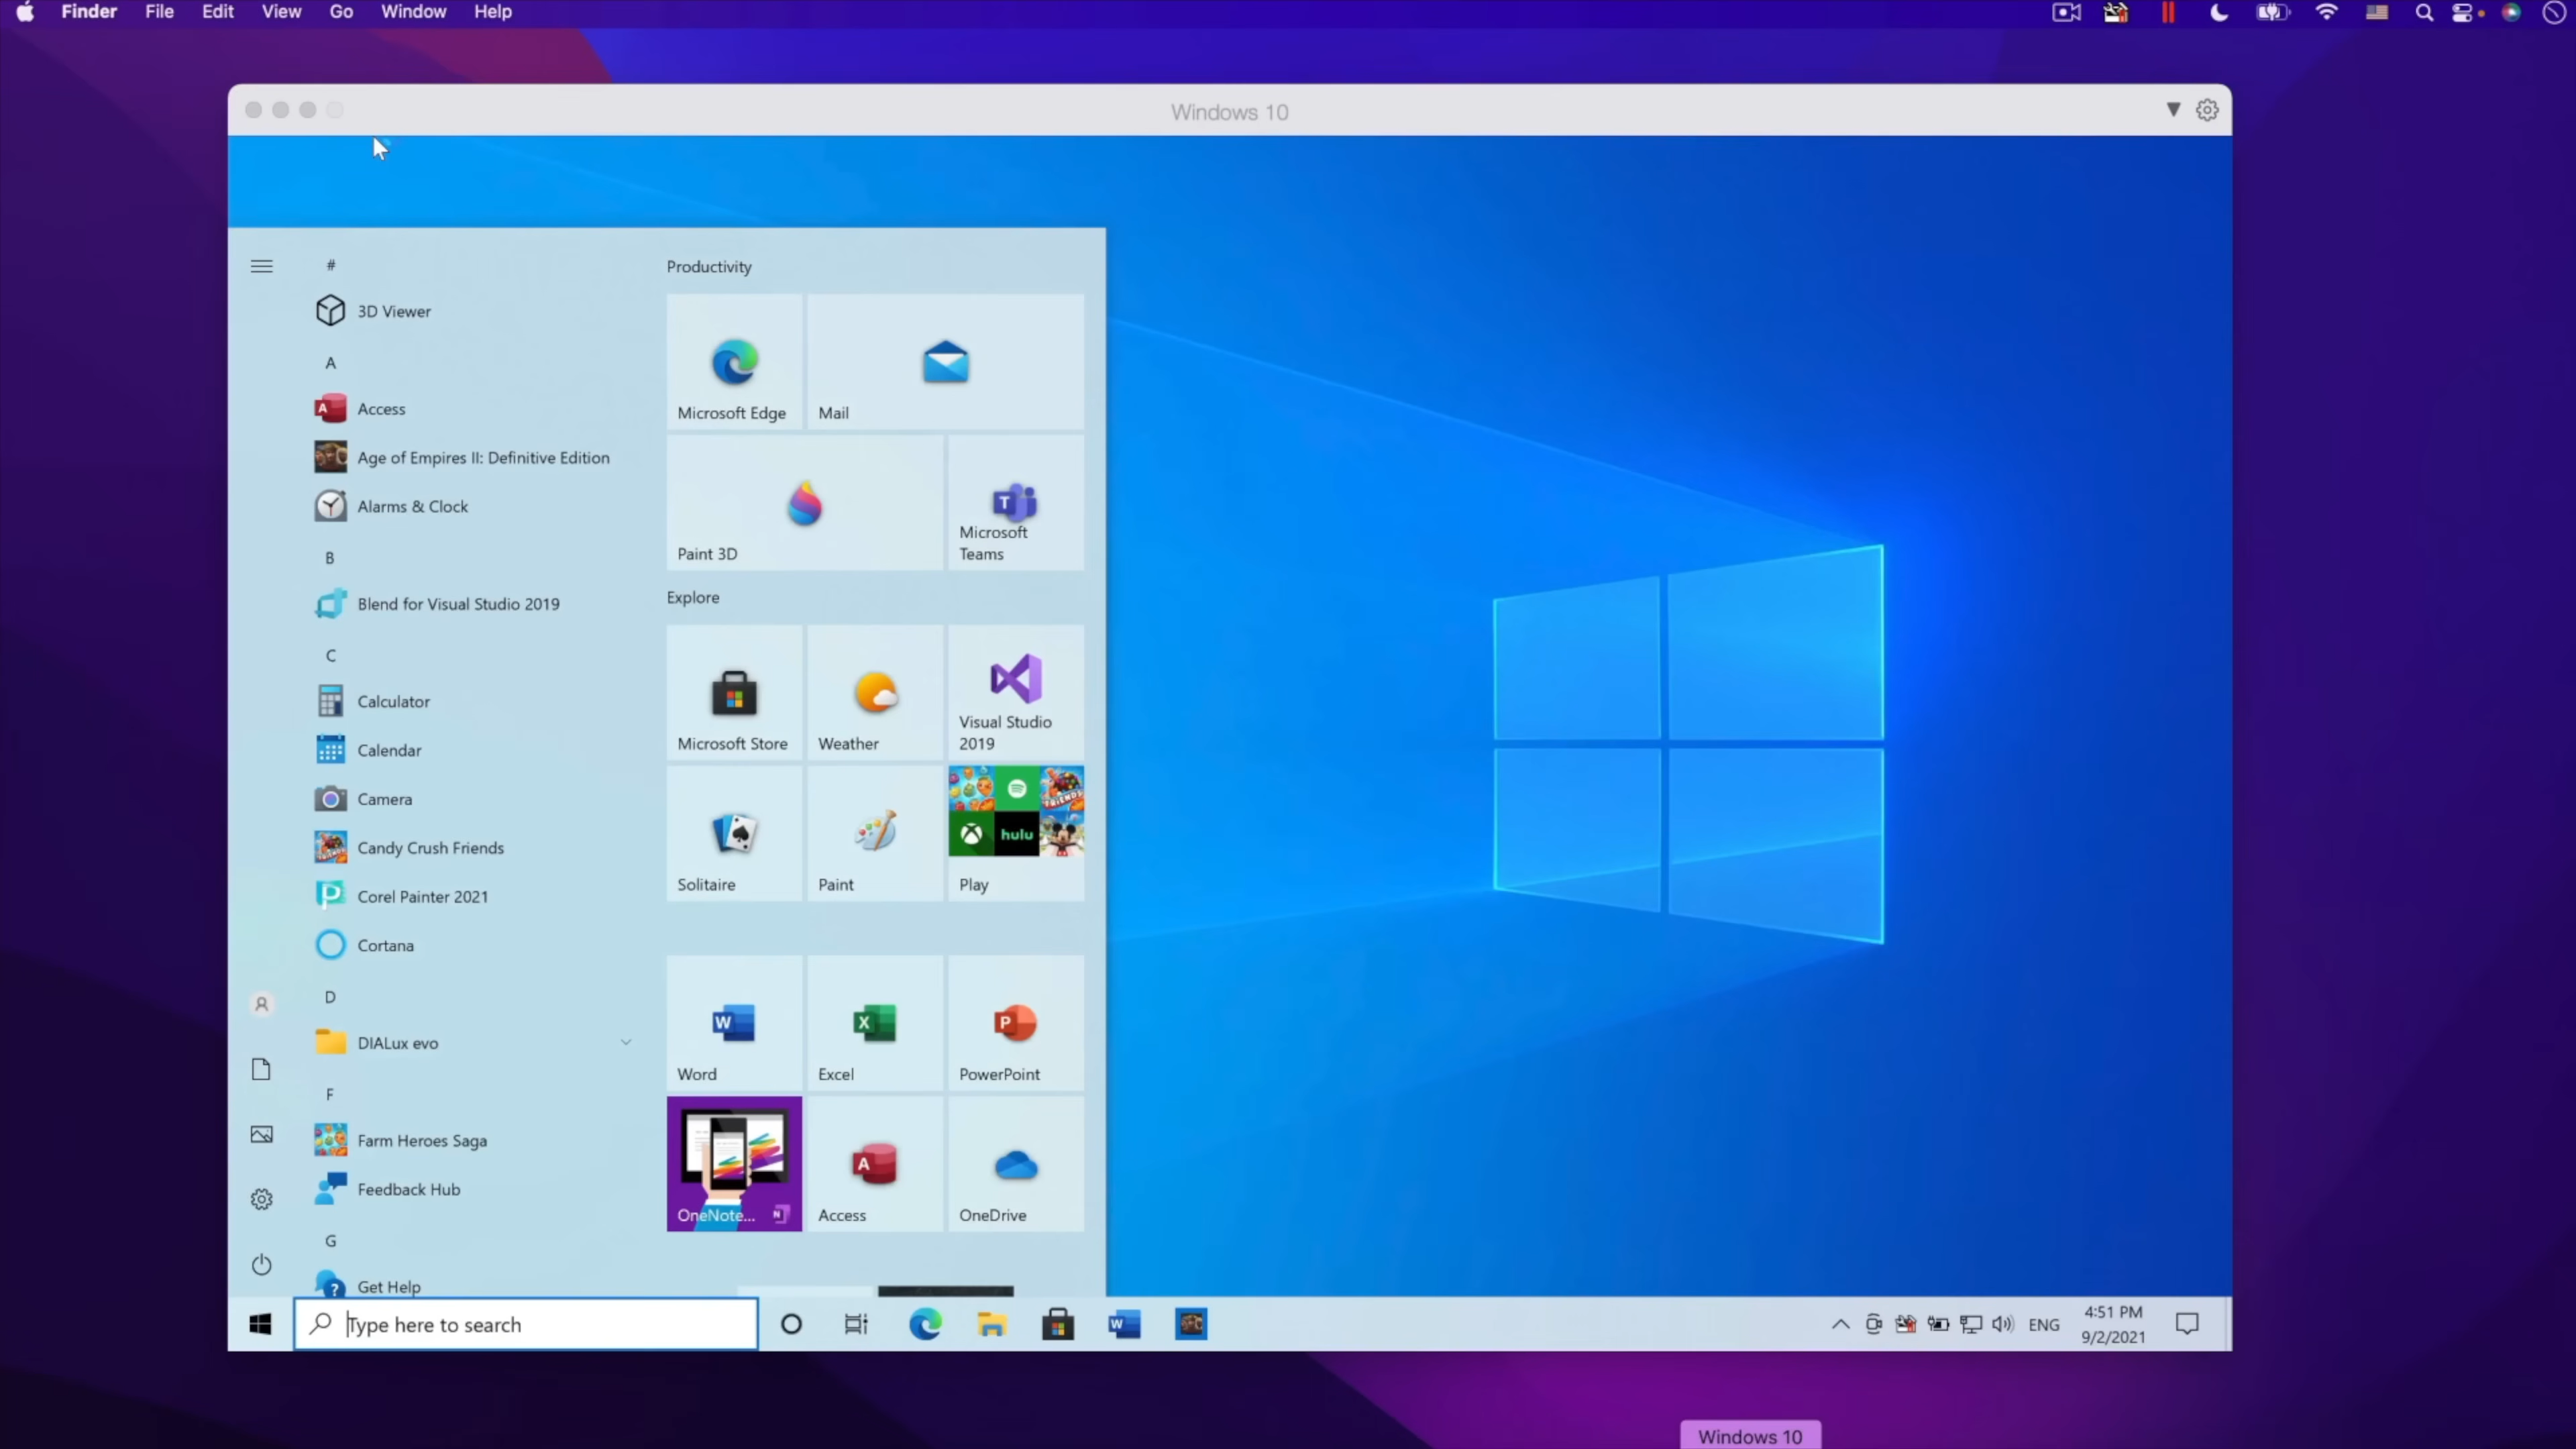 Finder File Edit View Go Window Help
Windows 10
#
3D Viewer
A
Access
Age of Empires II: Definitive Edition
Alarms & Clock
B
Blend for Visual Studio 2019
C
Calculator
Calendar
Camera
Candy Crush Friends
Corel Painter 2021
Cortana
D
DIALux evo
F
Farm Heroes Saga
Feedback Hub
G
Get Help
Productivity
Microsoft Edge
Mail
Paint 3D
Microsoft
Teams
Explore
Microsoft Store
Weather
Visual Studio
2019
Solitaire
Paint
hulu
Play
Word
Excel
PowerPoint
OneNote...
Access
OneDrive
Type here to search
ENG
4:51 PM
9/2/2021
Windows 10